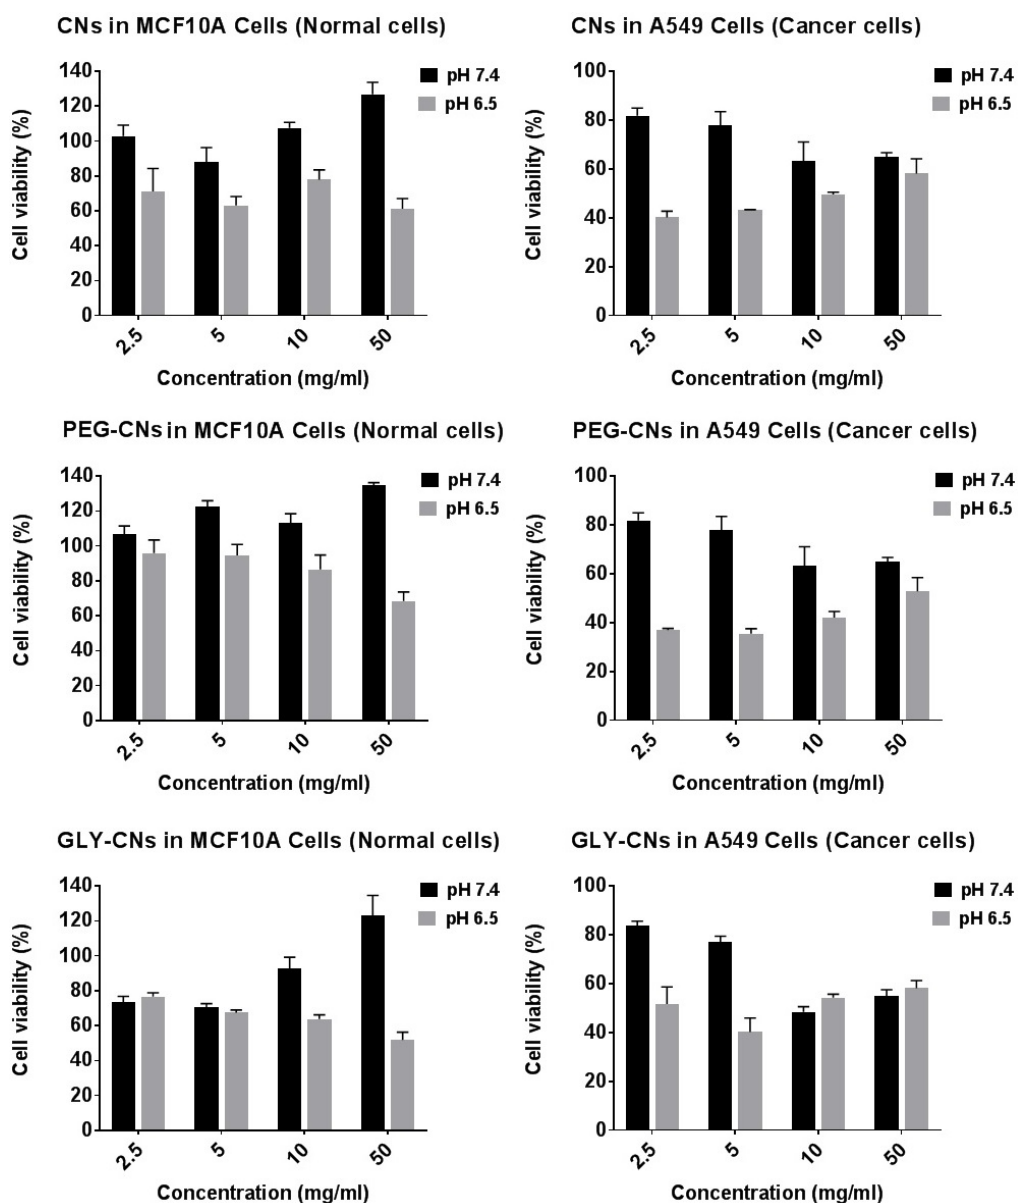 CNs in MCF10A Cells (Normal cells)
Cell viability (%)
140
120
100
80
60
40
20
0
pH 7.4
pH 6.5
2.5
5
10
50
Concentration (mg/ml)
CNs in A549 Cells (Cancer cells)
Cell viability (%)
100
80
60
40
20
0
pH 7.4
pH 6.5
2.5
5
10
50
Concentration (mg/ml)
PEG-CNs in MCF10A Cells (Normal cells)
Cell viability (%)
140
120
100
80
60
40
20
0
pH 7.4
pH 6.5
2.5
5
10
50
Concentration (mg/ml)
PEG-CNs in A549 Cells (Cancer cells)
Cell viability (%)
100
80
60
40
20
0
pH 7.4
pH 6.5
2.5
5
10
50
Concentration (mg/ml)
GLY-CNs in MCF10A Cells (Normal cells)
Cell viability (%)
140
120
100
80
60
40
20
0
pH 7.4
pH 6.5
2.5
5
10
50
Concentration (mg/ml)
GLY-CNs in A549 Cells (Cancer cells)
Cell viability (%)
100
80
60
40
20
0
pH 7.4
pH 6.5
2.5
5
10
50
Concentration (mg/ml)